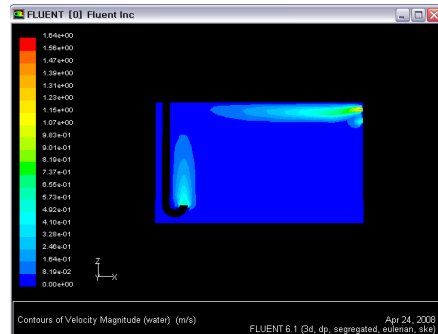 FLUENT [0] Fluent Inc
1.64e+00
1.56e+00
1.47e+00
1.39e+00
1.31e+00
1.23e+00
1.15e+00
1.07e+00
9.83e-01
9.01e-01
8.19e-01
7.37e-01
6.55e-01
5.73e-01
4.92e-01
4.10e-01
3.28e-01
2.46e-01
1.64e-01
8.19e-02
0.00e+00
Z
Y X
Contours of Velocity Magnitude (water) (m/s)
Apr 24, 2008
FLUENT 6.1 (3d, dp, segregated, eulerian, ske)